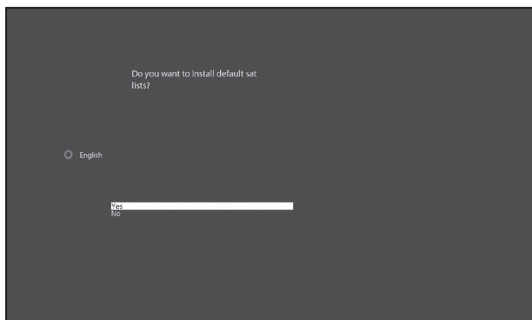 Do you want to install default sat
lists?
English
Yes
No